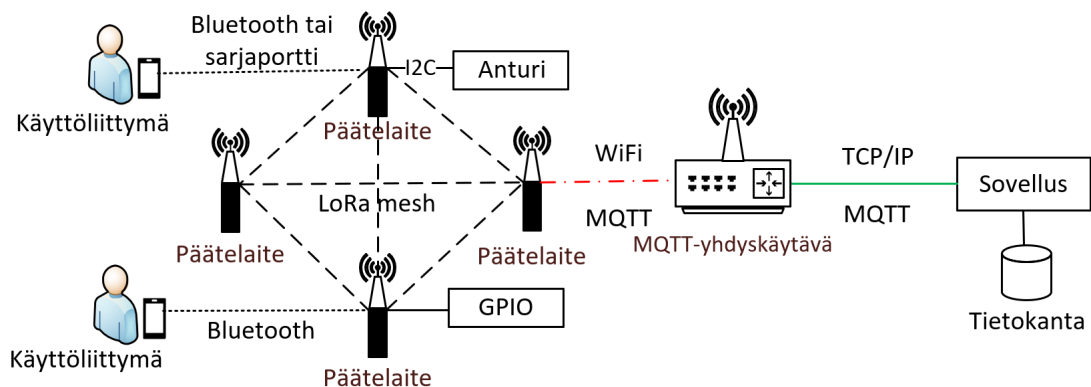 Bluetooth tai
sarjaportti
I2C
Anturi
Käyttöliittymä
Päätelaite
WiFi
TCP/IP
Sovellus
LoRa mesh
MQTT
MQTT
Päätelaite
Päätelaite
MQTT-yhdyskäytävä
GPIO
Bluetooth
Tietokanta
Käyttöliittymä
Päätelaite